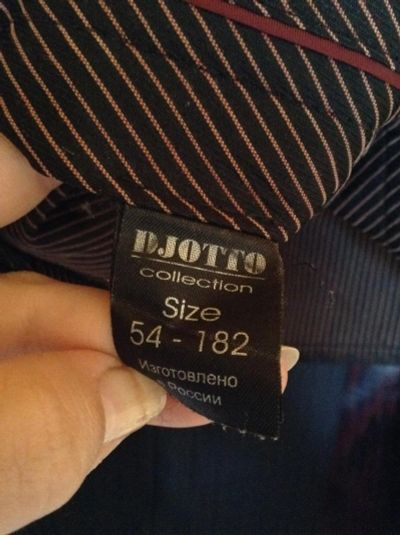 DJOTTO
collection
Size
54 - 182
Изготовлено
в России